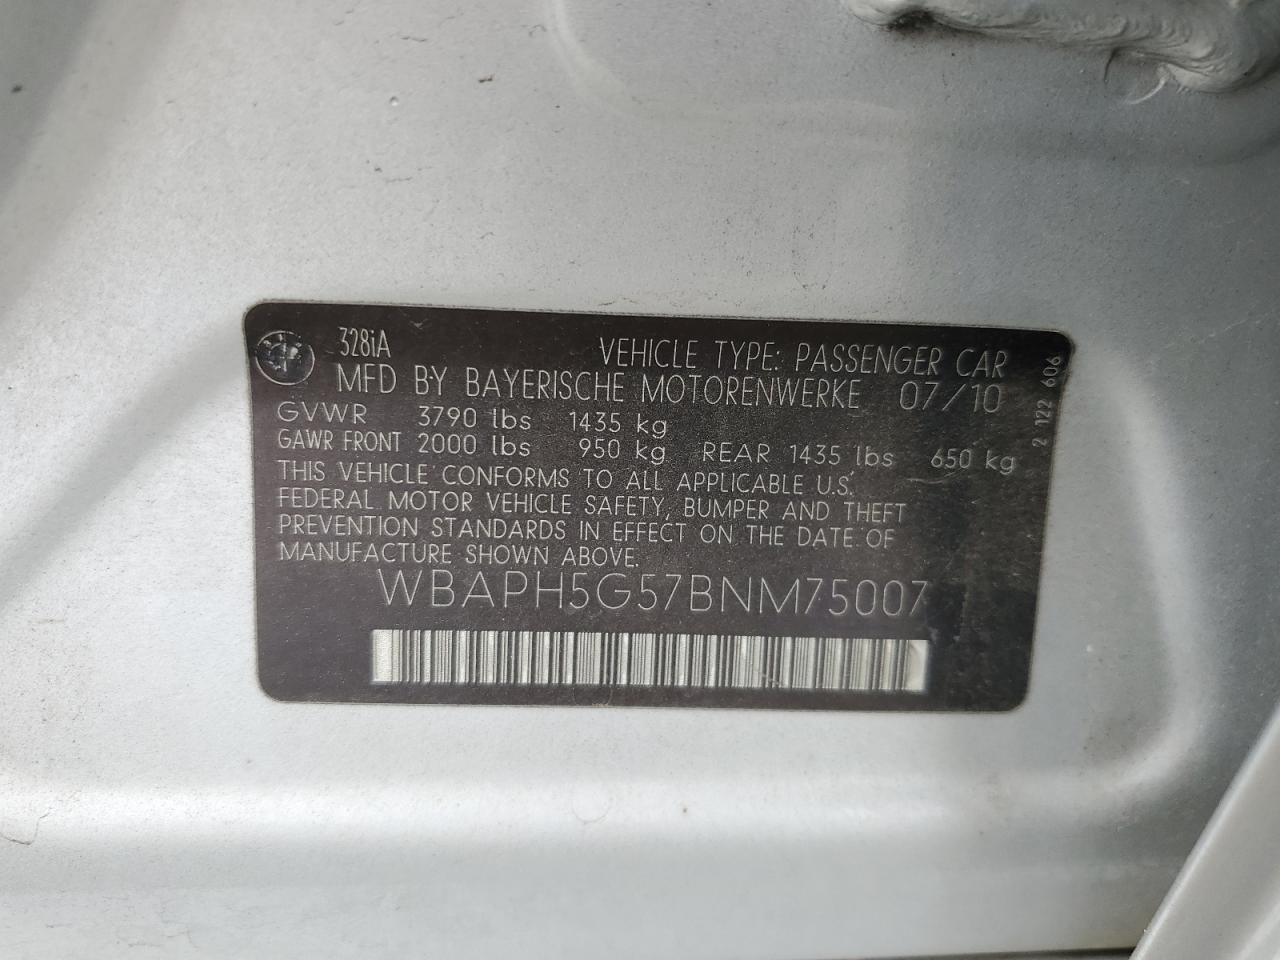 328iA
VEHICLE TYPE: PASSENGER CAR
MFD BY BAYERISCHE MOTORENWERKE 07/10
GVWR 3790 lbs 1435 kg
GAWR FRONT 2000 lbs 950 kg REAR 1435 lbs 650 kg
THIS VEHICLE CONFORMS TO ALL APPLICABLE U.S.
FEDERAL MOTOR VEHICLE SAFETY, BUMPER AND THEFT
PREVENTION STANDARDS IN EFFECT ON THE DATE OF
MANUFACTURE SHOWN ABOVE.
WBAPH5G57BNM75007
2 122 606